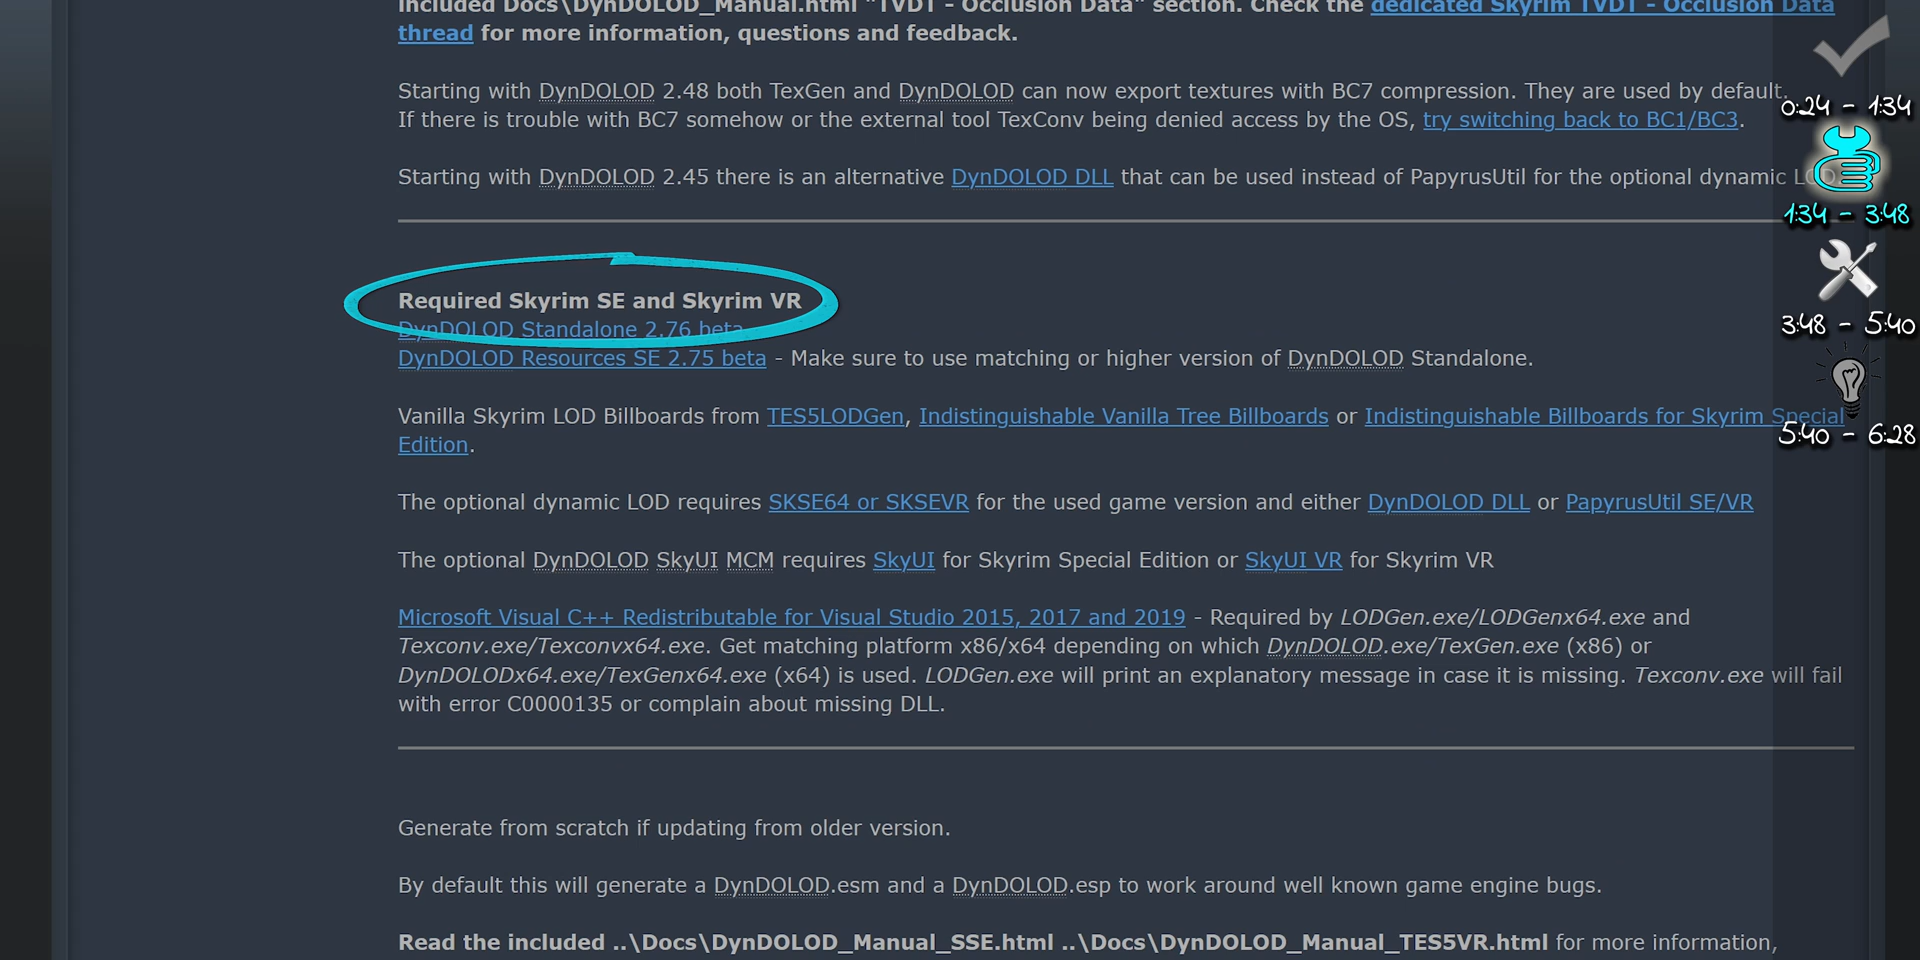 included Docs\DynDOLOD_Manual.html "TVDT - Occlusion Data" section. Check the dedicated Skyrim TVDT - Occlusion Data
thread for more information, questions and feedback.
Starting with DynDOLOD 2.48 both TexGen and DynDOLOD can now export textures with BC7 compression. They are used by default.
0:24 - 1:34
If there is trouble with BC7 somehow or the external tool TexConv being denied access by the OS, try switching back to BC1/BC3.
Starting with DynDOLOD 2.45 there is an alternative DynDOLOD DLL that can be used instead of PapyrusUtil for the optional dynamic LOD.
1:34 - 3:48
Required Skyrim SE and Skyrim VR
DynDOLOD Standalone 2.76 beta
3:48 - 5:40
DynDOLOD Resources SE 2.75 beta - Make sure to use matching or higher version of DynDOLOD Standalone.
Vanilla Skyrim LOD Billboards from TES5LODGen, Indistinguishable Vanilla Tree Billboards or Indistinguishable Billboards for Skyrim Special
Edition.
5:40 - 6:28
The optional dynamic LOD requires SKSE64 or SKSEVR for the used game version and either DynDOLOD DLL or PapyrusUtil SE/VR
The optional DynDOLOD SkyUI MCM requires SkyUI for Skyrim Special Edition or SkyUI VR for Skyrim VR
Microsoft Visual C++ Redistributable for Visual Studio 2015, 2017 and 2019 - Required by LODGen.exe/LODGenx64.exe and
Texconv.exe/Texconvx64.exe. Get matching platform x86/x64 depending on which DynDOLOD.exe/TexGen.exe (x86) or
DynDOLODx64.exe/TexGenx64.exe (x64) is used. LODGen.exe will print an explanatory message in case it is missing. Texconv.exe will fail
with error C0000135 or complain about missing DLL.
Generate from scratch if updating from older version.
By default this will generate a DynDOLOD.esm and a DynDOLOD.esp to work around well known game engine bugs.
Read the included ..\Docs\DynDOLOD_Manual_SSE.html ..\Docs\DynDOLOD_Manual_TES5VR.html for more information,